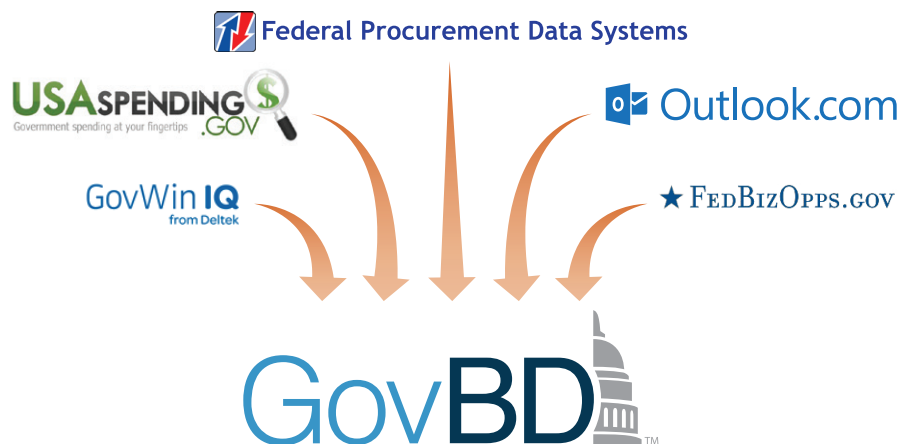 Federal Procurement Data Systems
USASPENDING
.GOV
Government spending at your fingertips
$
Outlook.com
GovWin IQ
from Deltek
★ FEDBIZOPPS.GOV
GovBD
TM